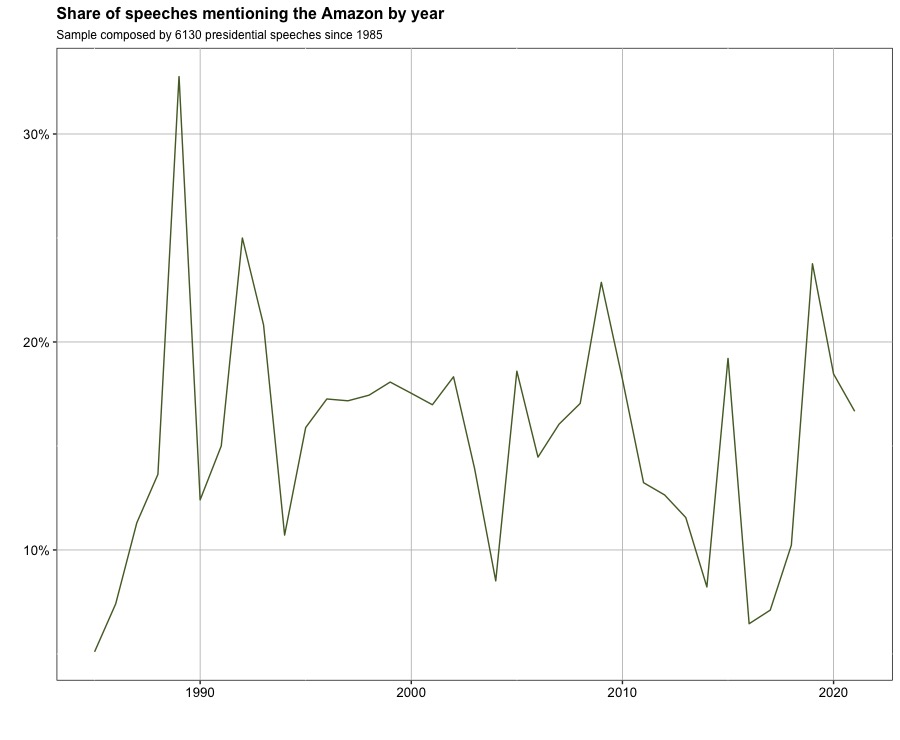 Share of speeches mentioning the Amazon by year
Sample composed by 6130 presidential speeches since 1985
30%
20%
10%
1990 2000 2010 2020